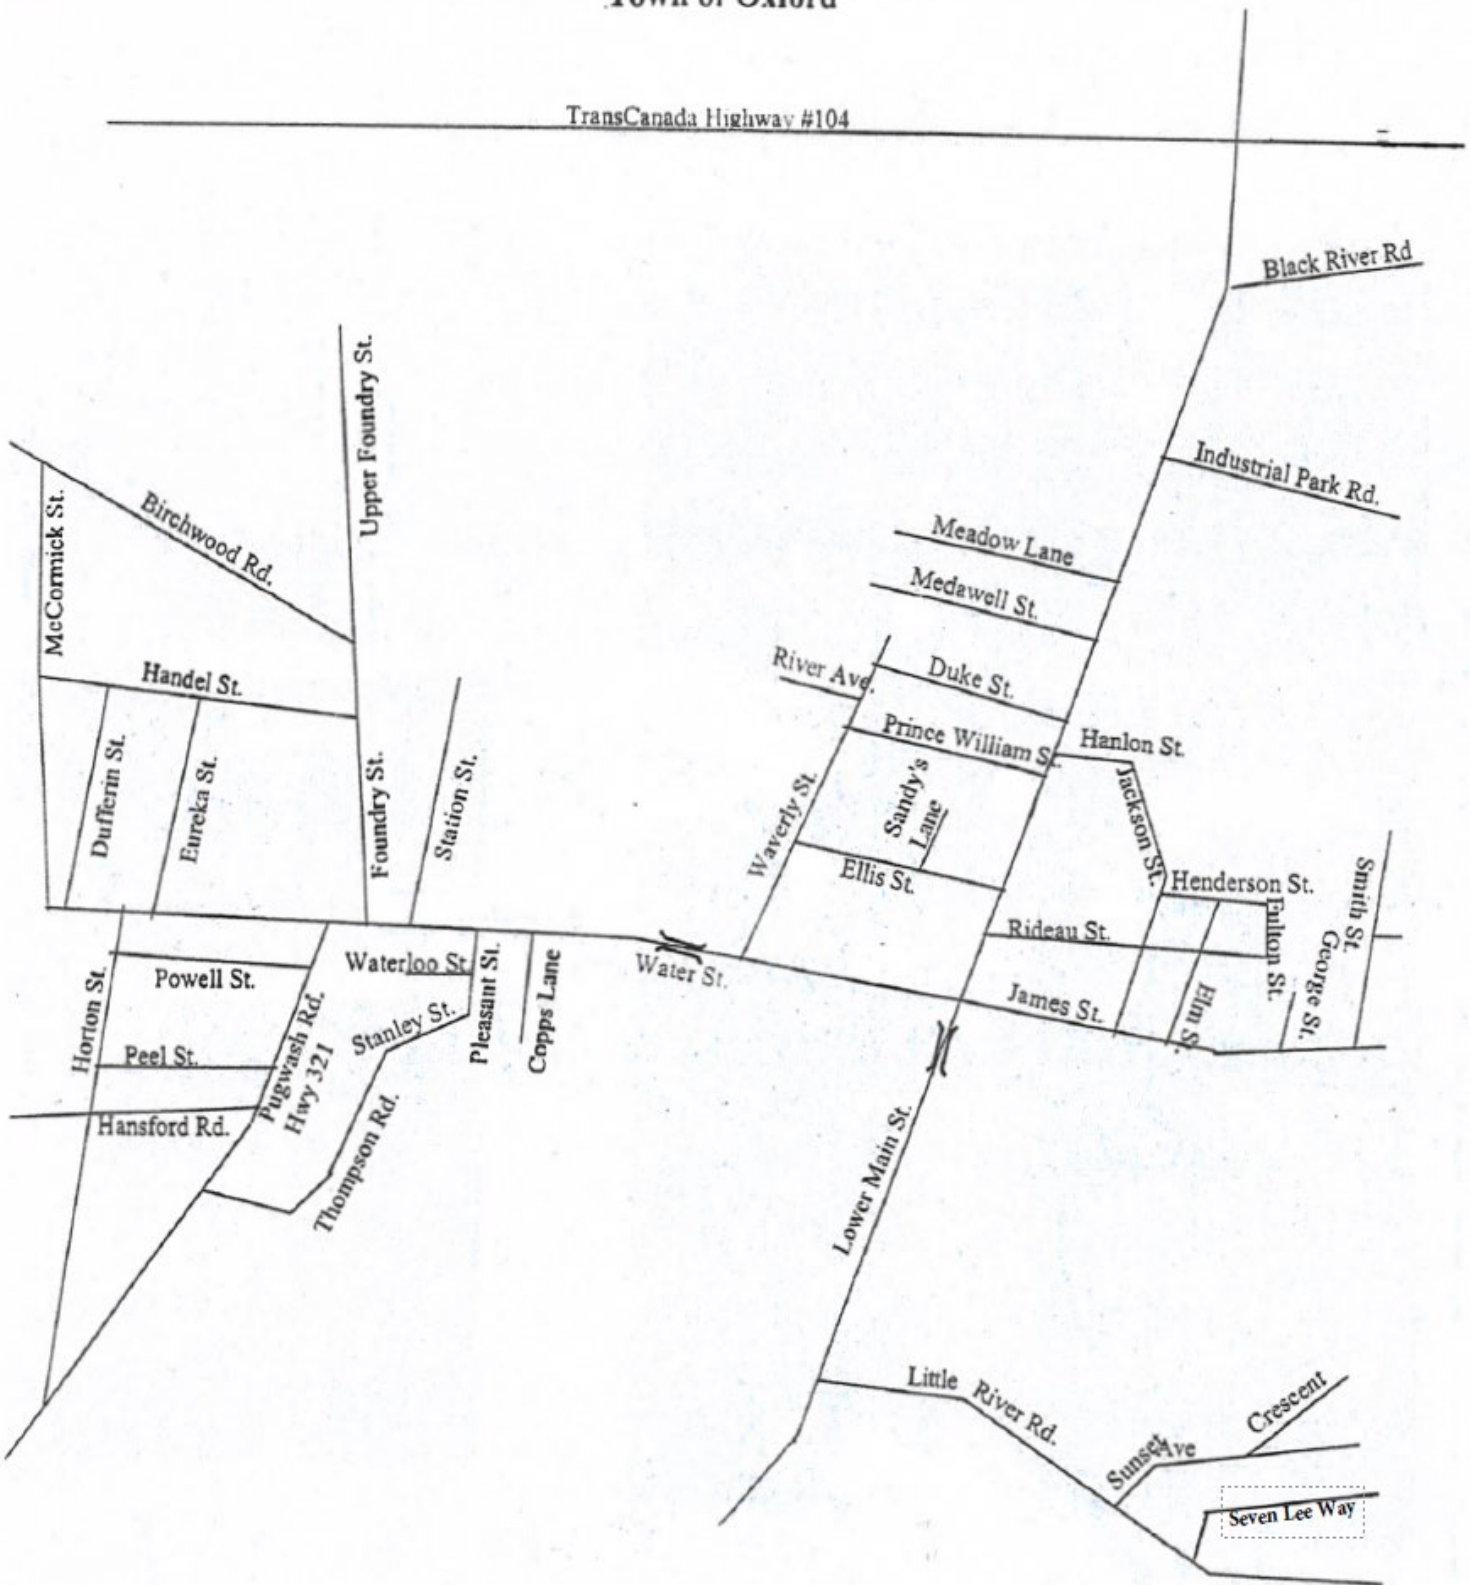 Town of Oxford
TransCanada Highway #104
Black River Rd
Upper Foundry St.
Industrial Park Rd.
McCormick St.
Birchwood Rd.
Meadow Lane
Medawell St.
River Ave.
Duke St.
Handel St.
Prince William St.
Hanlon St.
Dufferin St.
Eureka St.
Foundry St.
Station St.
Waverly St.
Sandy's
Lane
Jackson St.
Ellis St.
Henderson St.
Smith St.
Fulton St.
George St.
Rideau St.
Powell St.
Waterloo St.
Water St.
Horton St.
Stanley St.
Pleasant St.
Copps Lane
James St.
Elm St.
Peel St.
Pugwash Rd.
Hwy 321
Hansford Rd.
Thompson Rd.
Lower Main St.
Little River Rd.
Crescent
Sunset Ave
Seven Lee Way